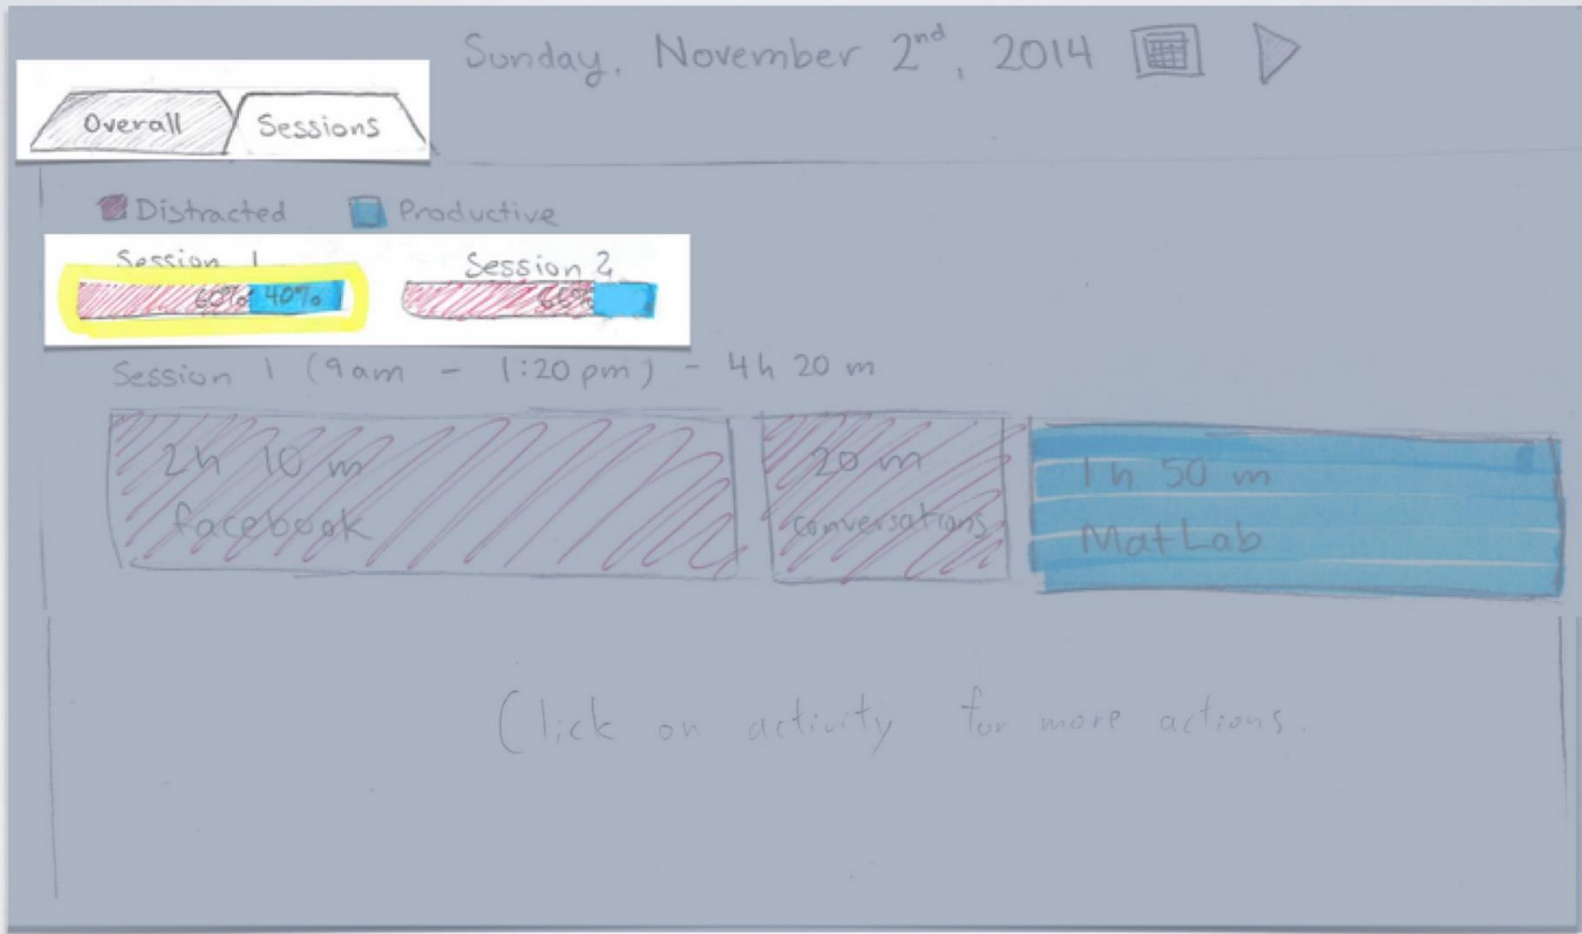 Sunday, November 2nd, 2014
Overall Sessions
Distracted Productive
Session 1 Session 2
60% 40%
Session 1 (9am - 1:20 pm) - 4h 20 m
2h 10 m 20 m 1h 50 m
facebook conversations MatLab
Click on activity for more actions.